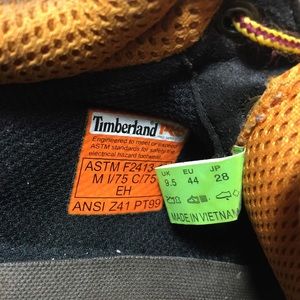 Timberland PRO
Engineered to meet or exceed
ASTM standards for safety toe
electrical hazard footwear.
ASTM F2413
M I/75 C/75
EH
ANSI Z41 PT99
UK EU JP
9.5 44 28
MADE IN VIETNAM